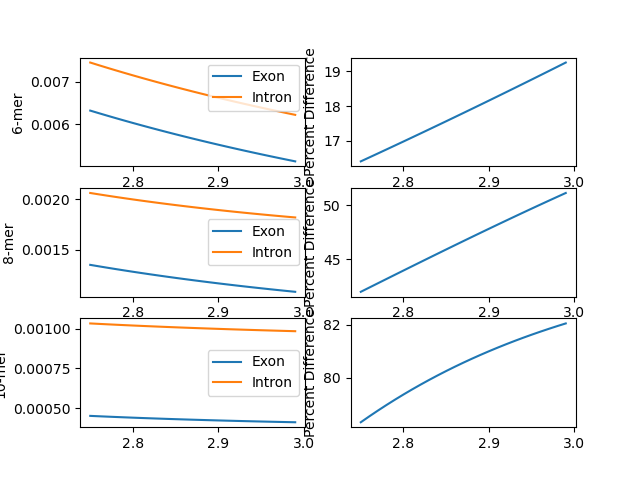 6-mer
0.007
0.006
Exon
Intron
2.8
2.9
3.0
Percent Difference
19
18
17
2.8
2.9
3.0
8-mer
0.0020
0.0015
Exon
Intron
2.8
2.9
3.0
Percent Difference
50
45
2.8
2.9
3.0
10-mer
0.00100
0.00075
0.00050
Exon
Intron
2.8
2.9
3.0
Percent Difference
82
80
2.8
2.9
3.0